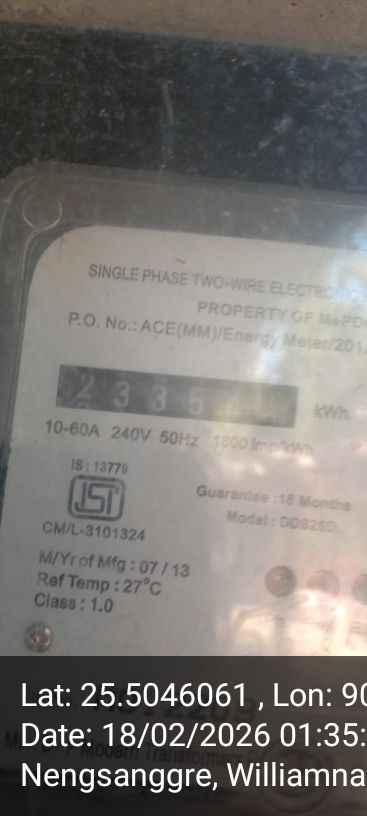 SINGLE PHASE TWO-WIRE ELECTRONIC
PROPERTY OF MePD
P.O. No.: ACE(MM)/Energy Meter/201
2 3 3 5
kWh
10-60A 240V 50Hz 1600 Imp/kWh
IS : 13779
ISI
Guarantee : 18 Months
CM/L-3101324
Model : DDS26D
M/Yr of Mfg : 07 / 13
Ref Temp : 27°C
Class : 1.0
Lat: 25.5046061 , Lon: 90
Date: 18/02/2026 01:35:
Modern Transformers
Nengsanggre, Williamna